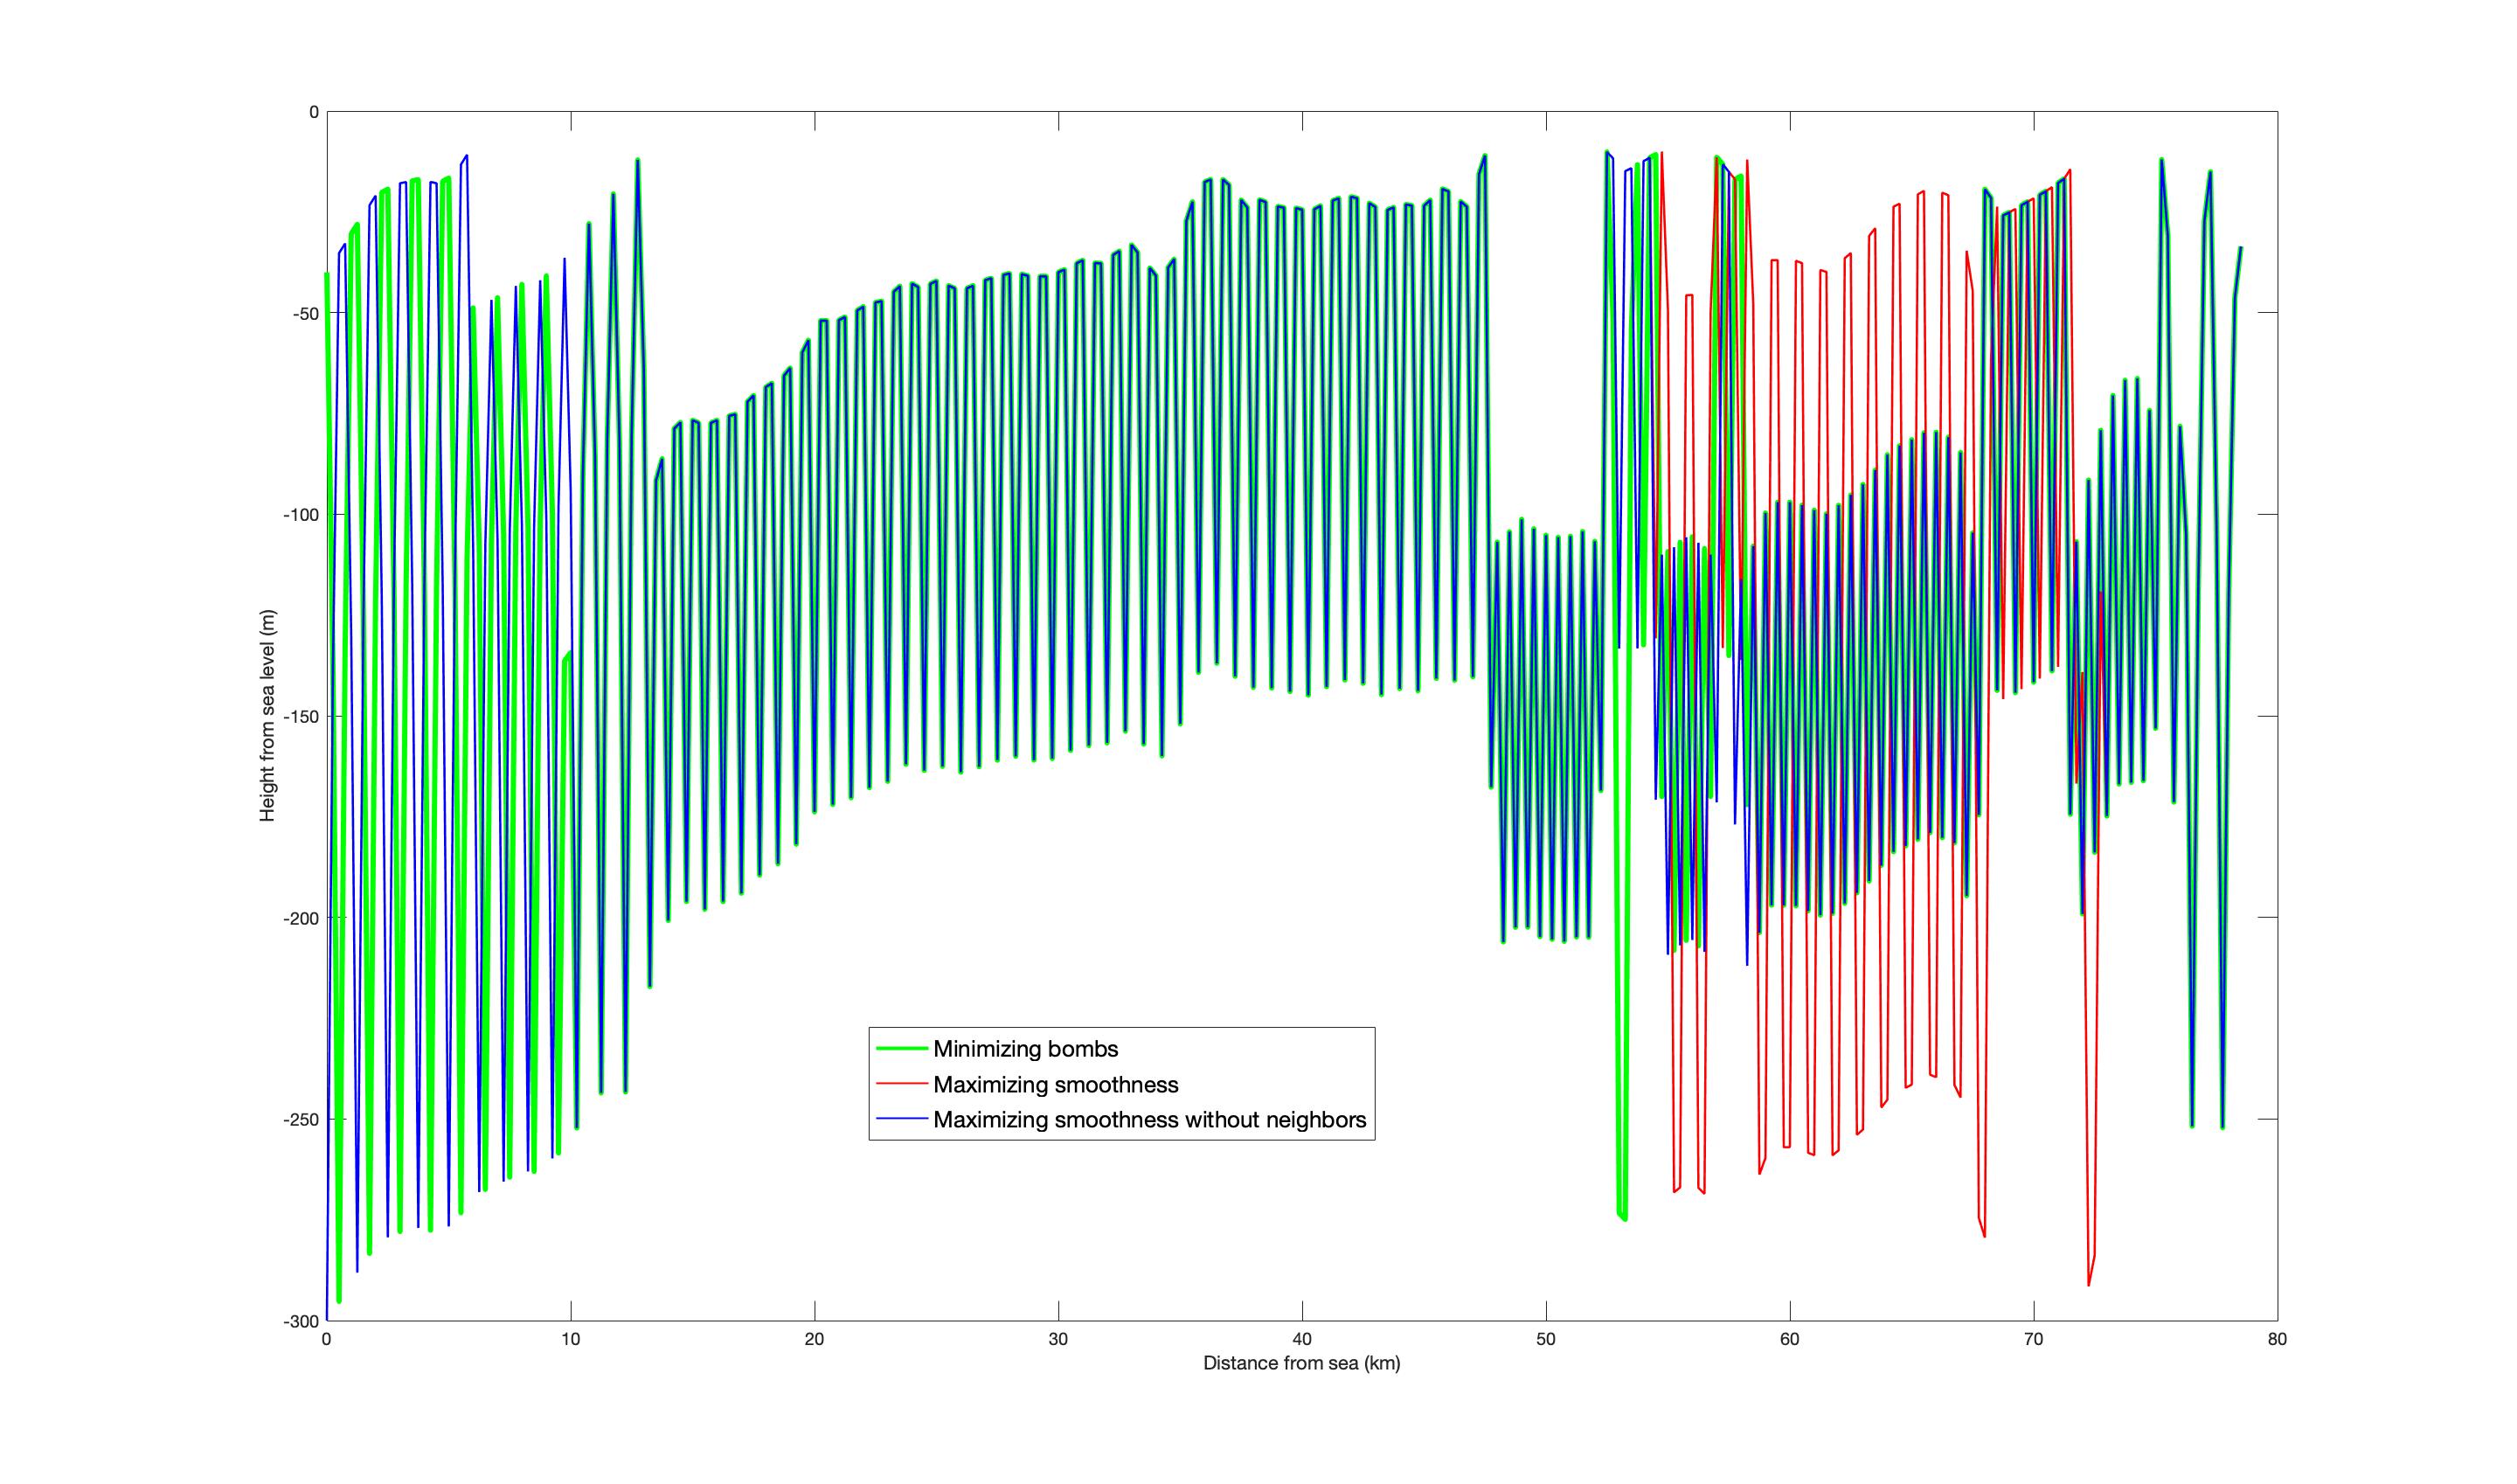 0
-50
-100
-150
-200
-250
-300
Height from sea level (m)
Minimizing bombs
Maximizing smoothness
Maximizing smoothness without neighbors
0 10 20 30 40 50 60 70 80
Distance from sea (km)